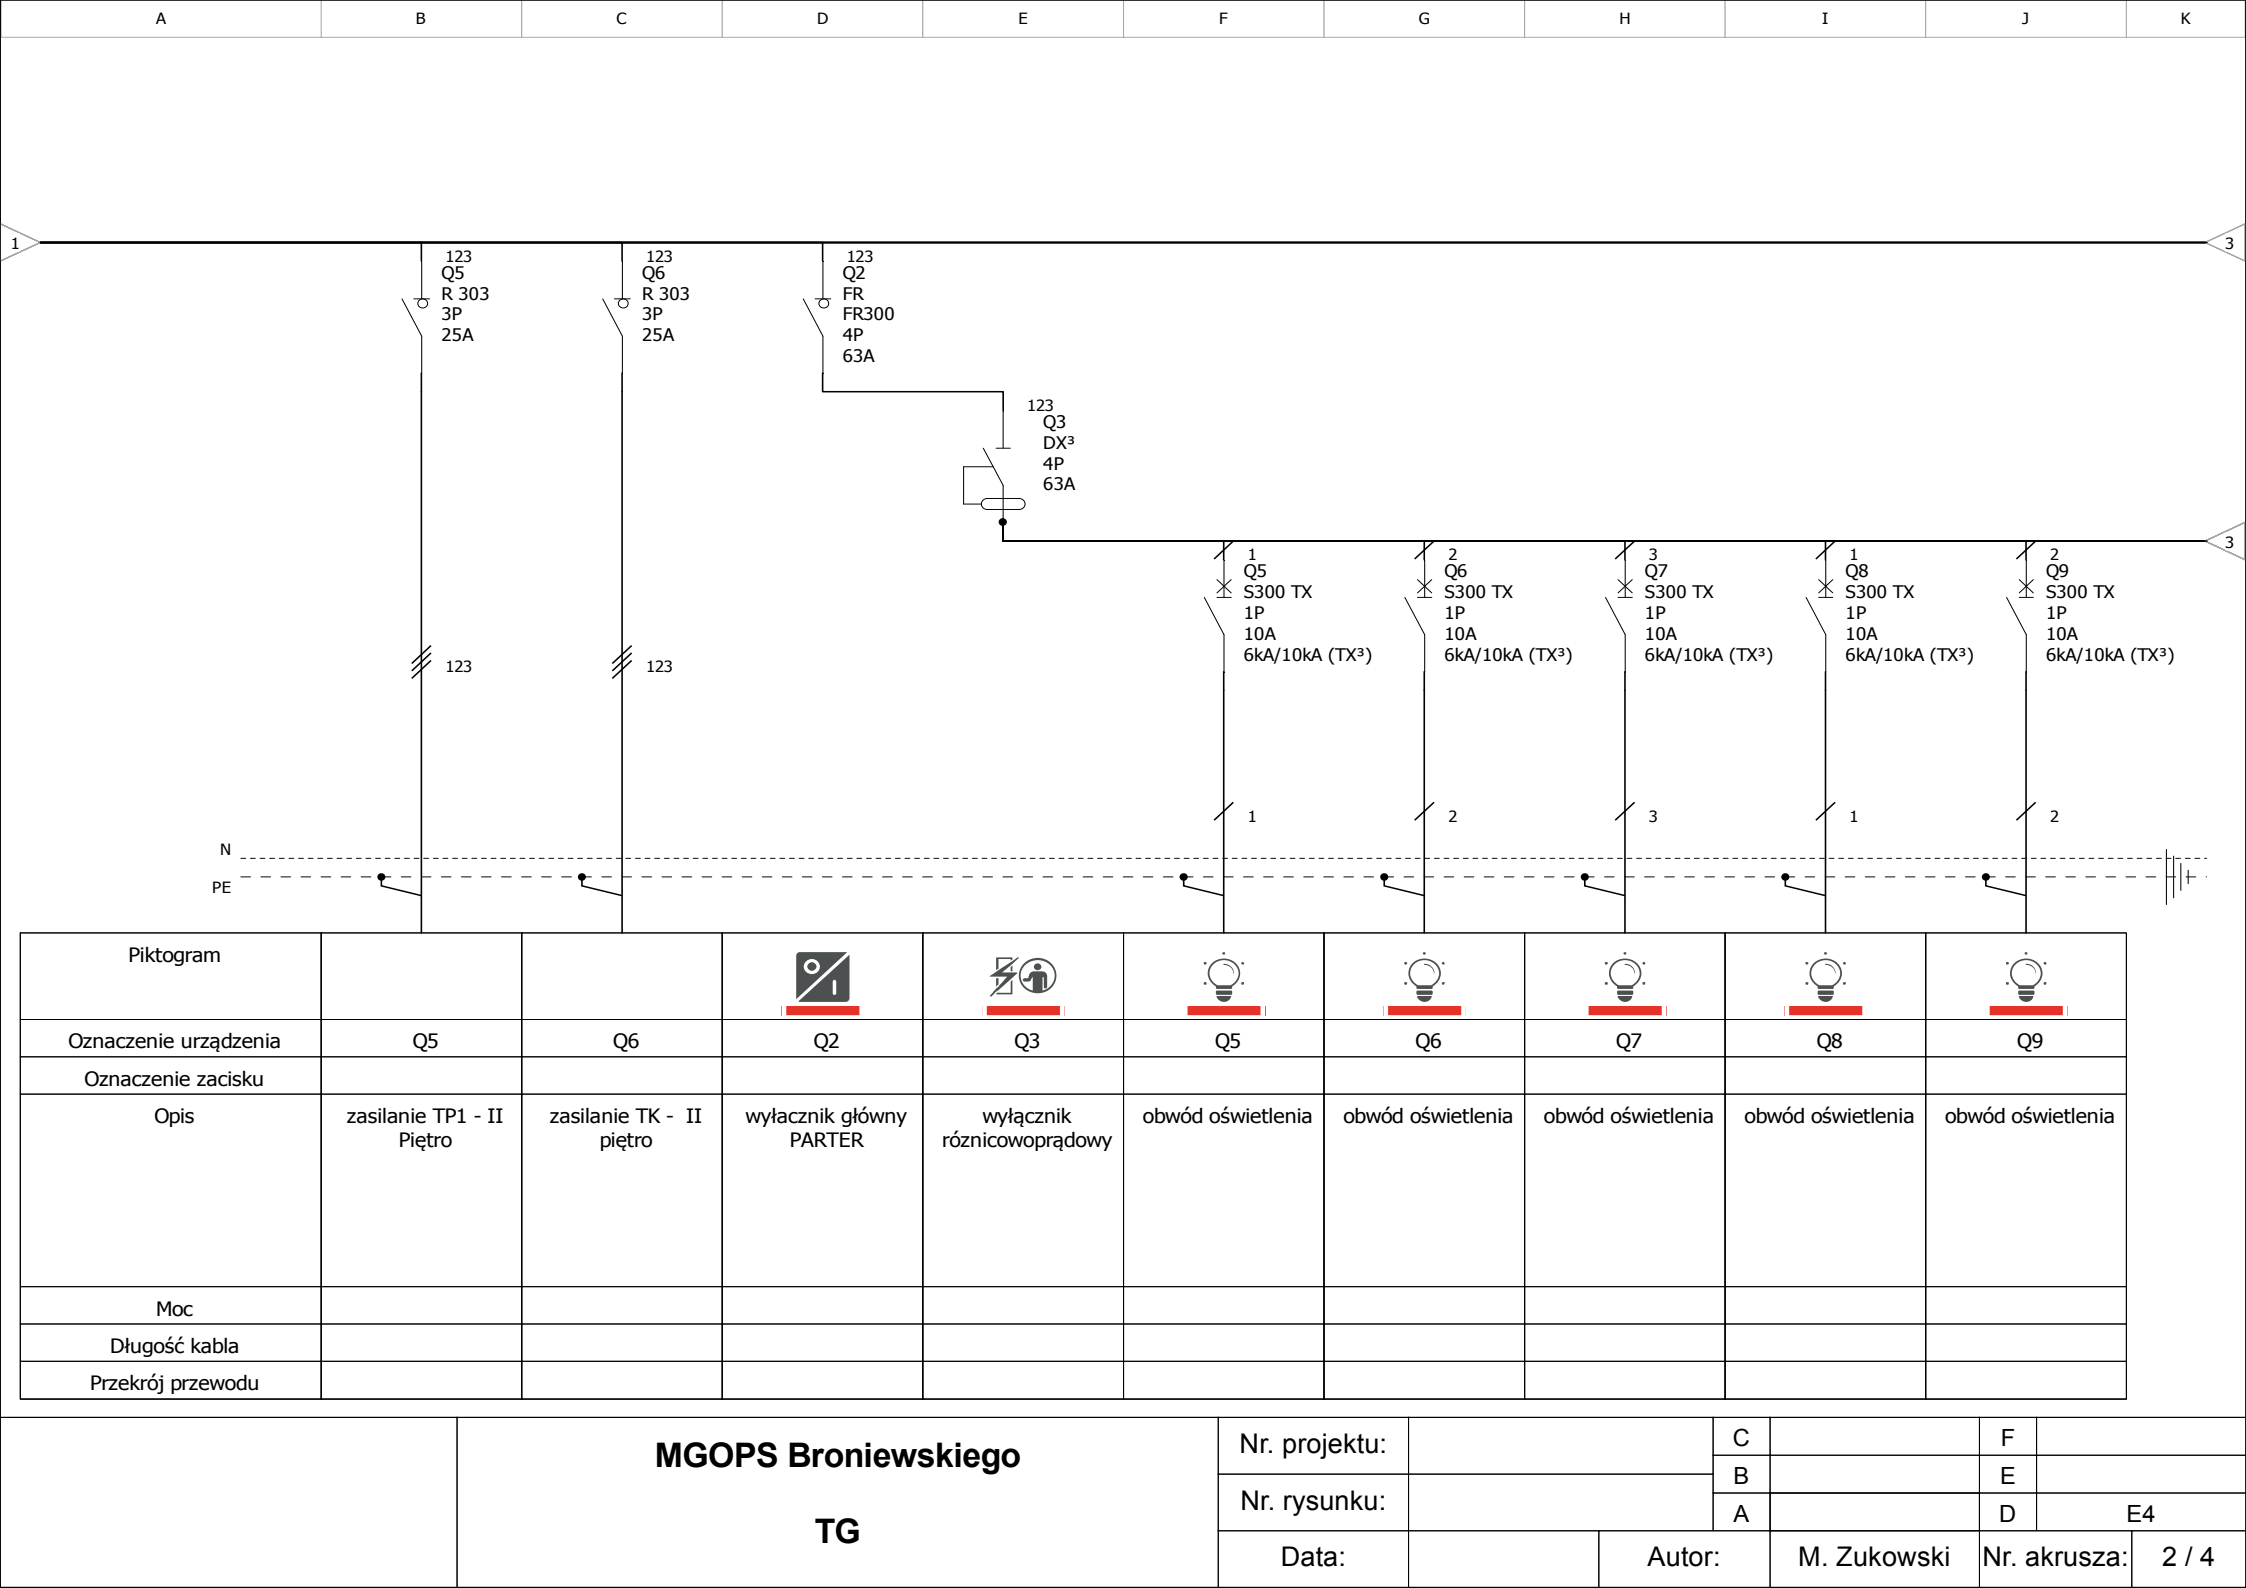 A B C D E F G H I J K
1
3
123
Q5
R 303
3P
25A
123
Q6
R 303
3P
25A
123
Q2
FR
FR300
4P
63A
123
Q3
DX³
4P
63A
3
1
Q5
S300 TX
1P
10A
6kA/10kA (TX³)
2
Q6
S300 TX
1P
10A
6kA/10kA (TX³)
3
Q7
S300 TX
1P
10A
6kA/10kA (TX³)
1
Q8
S300 TX
1P
10A
6kA/10kA (TX³)
2
Q9
S300 TX
1P
10A
6kA/10kA (TX³)
123
123
1
2
3
1
2
N
PE
Piktogram
Oznaczenie urządzenia Q5 Q6 Q2 Q3 Q5 Q6 Q7 Q8 Q9
Oznaczenie zacisku
Opis
zasilanie TP1 - II
Piętro
zasilanie TK - II
piętro
wyłacznik główny
PARTER
wyłącznik
róznicowoprądowy
obwód oświetlenia
obwód oświetlenia
obwód oświetlenia
obwód oświetlenia
obwód oświetlenia
Moc
Długość kabla
Przekrój przewodu
MGOPS Broniewskiego
TG
Nr. projektu:
Nr. rysunku:
Data:
Autor:
M. Zukowski
C
B
A
F
E
D
E4
Nr. akrusza:
2 / 4